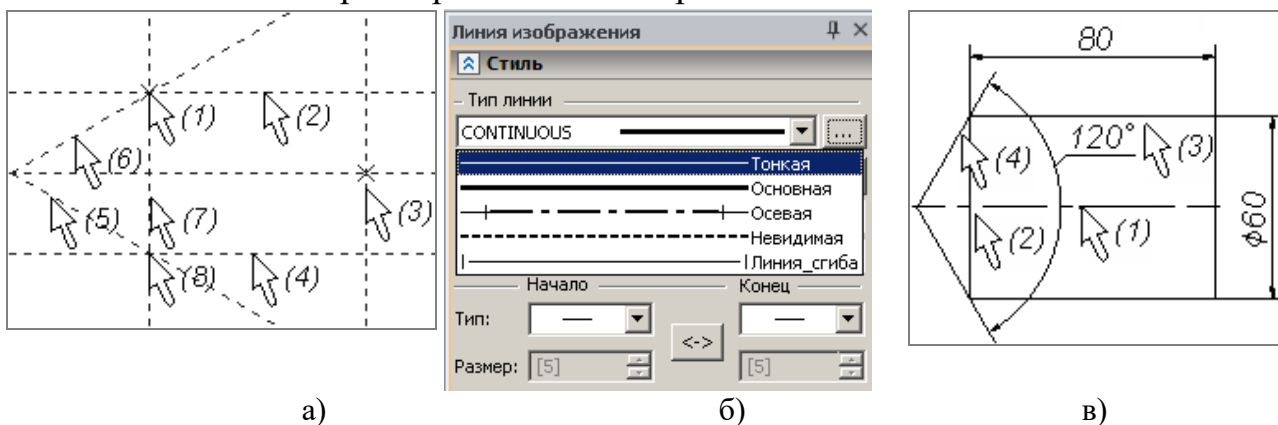 (1)
(2)
(6)
(5)
(7)
(3)
(8)
(4)
Линия изображения
Стиль
Тип линии
CONTINUOUS
...
Тонкая
Основная
Осевая
Невидимая
Линия_сгиба
Начало Конец
Тип:
<->
Размер: [5] [5]
80
120°
(3)
(4)
(2)
(1)
ϕ60
а) б) в)